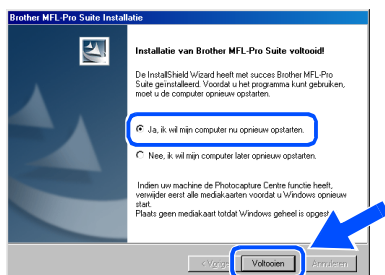 Brother MFL-Pro Suite Installatie
Installatie van Brother MFL-Pro Suite voltooid!
De InstallShield Wizard heeft met succes Brother MFL-Pro
Suite geïnstalleerd. Voordat u het programma kunt gebruiken,
moet u de computer opnieuw opstarten.
Ja, ik wil mijn computer nu opnieuw opstarten.
Nee, ik wil mijn computer later opnieuw opstarten.
Indien uw machine de Photocapture Centre functie heeft,
verwijder eerst alle mediakaarten voordat u Windows opnieuw
start.
Plaats geen mediakaart totdat Windows geheel is
Voltooien Annuleren